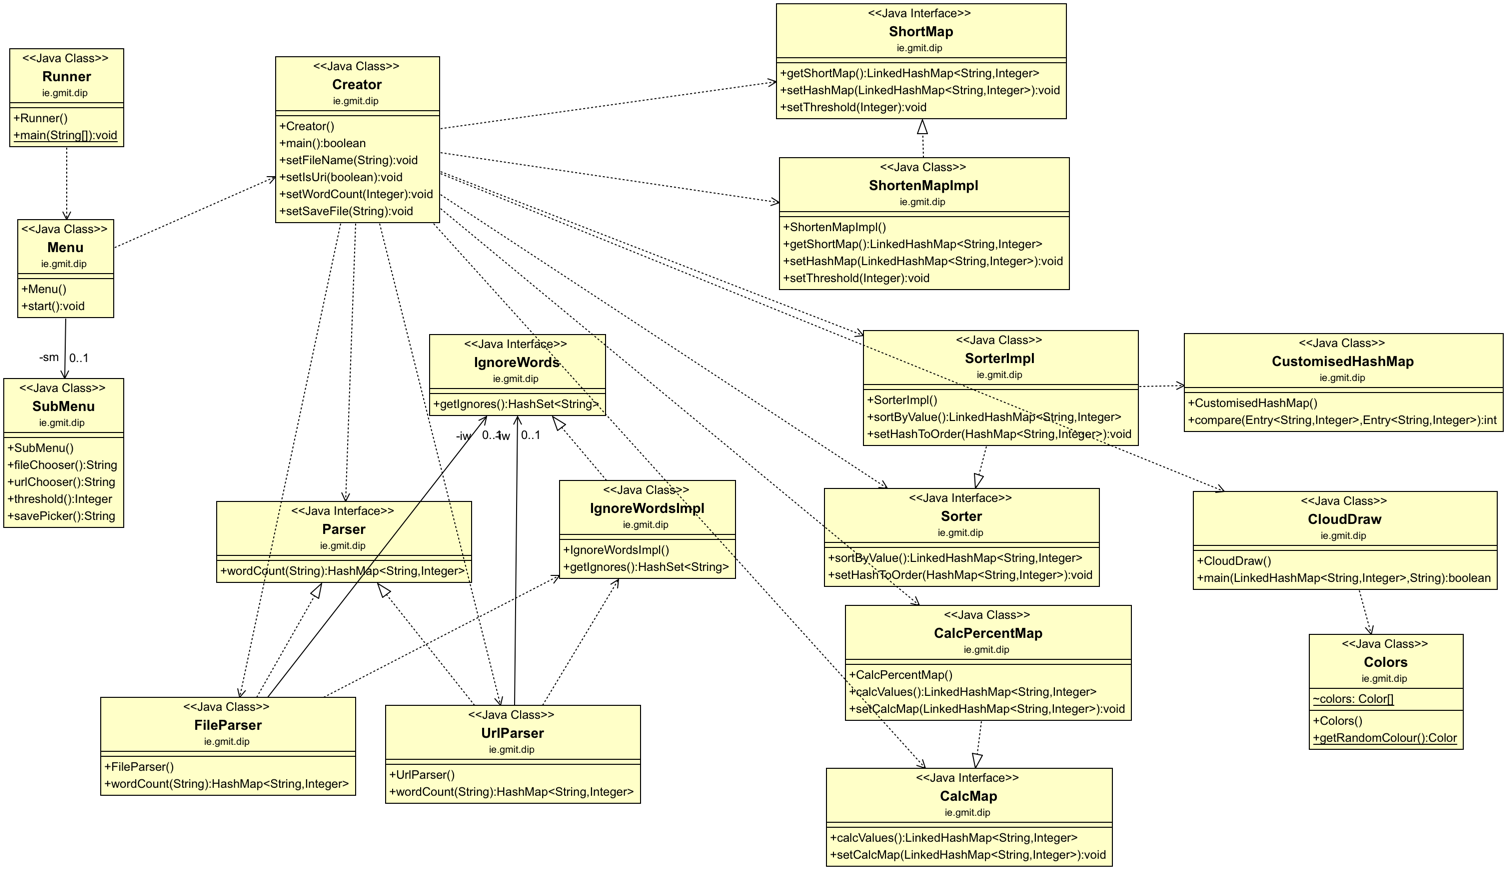 <<Java Class>>
Runner
ie.gmit.dip
+Runner()
+main(String[]):void
<<Java Class>>
Menu
ie.gmit.dip
+Menu()
+start():void
-sm
0..1
<<Java Class>>
SubMenu
ie.gmit.dip
+SubMenu()
+fileChooser():String
+urlChooser():String
+threshold():Integer
+savePicker():String
<<Java Class>>
Creator
ie.gmit.dip
+Creator()
+main():boolean
+setFileName(String):void
+setIsUri(boolean):void
+setWordCount(Integer):void
+setSaveFile(String):void
<<Java Interface>>
ShortMap
ie.gmit.dip
+getShortMap():LinkedHashMap<String,Integer>
+setHashMap(LinkedHashMap<String,Integer>):void
+setThreshold(Integer):void
<<Java Class>>
ShortenMapImpl
ie.gmit.dip
+ShortenMapImpl()
+getShortMap():LinkedHashMap<String,Integer>
+setHashMap(LinkedHashMap<String,Integer>):void
+setThreshold(Integer):void
<<Java Interface>>
IgnoreWords
ie.gmit.dip
+getIgnores():HashSet<String>
-iw
0..1
-iw
0..1
<<Java Class>>
IgnoreWordsImpl
ie.gmit.dip
+IgnoreWordsImpl()
+getIgnores():HashSet<String>
<<Java Interface>>
Parser
ie.gmit.dip
+wordCount(String):HashMap<String,Integer>
<<Java Class>>
FileParser
ie.gmit.dip
+FileParser()
+wordCount(String):HashMap<String,Integer>
<<Java Class>>
UrlParser
ie.gmit.dip
+UrlParser()
+wordCount(String):HashMap<String,Integer>
<<Java Class>>
SorterImpl
ie.gmit.dip
+SorterImpl()
+sortByValue():LinkedHashMap<String,Integer>
+setHashToOrder(HashMap<String,Integer>):void
<<Java Class>>
CustomisedHashMap
ie.gmit.dip
+CustomisedHashMap()
+compare(Entry<String,Integer>,Entry<String,Integer>):int
<<Java Interface>>
Sorter
ie.gmit.dip
+sortByValue():LinkedHashMap<String,Integer>
+setHashToOrder(HashMap<String,Integer>):void
<<Java Class>>
CloudDraw
ie.gmit.dip
+CloudDraw()
+main(LinkedHashMap<String,Integer>,String):boolean
<<Java Class>>
CalcPercentMap
ie.gmit.dip
+CalcPercentMap()
+calcValues():LinkedHashMap<String,Integer>
+setCalcMap(LinkedHashMap<String,Integer>):void
<<Java Class>>
Colors
ie.gmit.dip
~colors: Color[]
+Colors()
+getRandomColour():Color
<<Java Interface>>
CalcMap
ie.gmit.dip
+calcValues():LinkedHashMap<String,Integer>
+setCalcMap(LinkedHashMap<String,Integer>):void